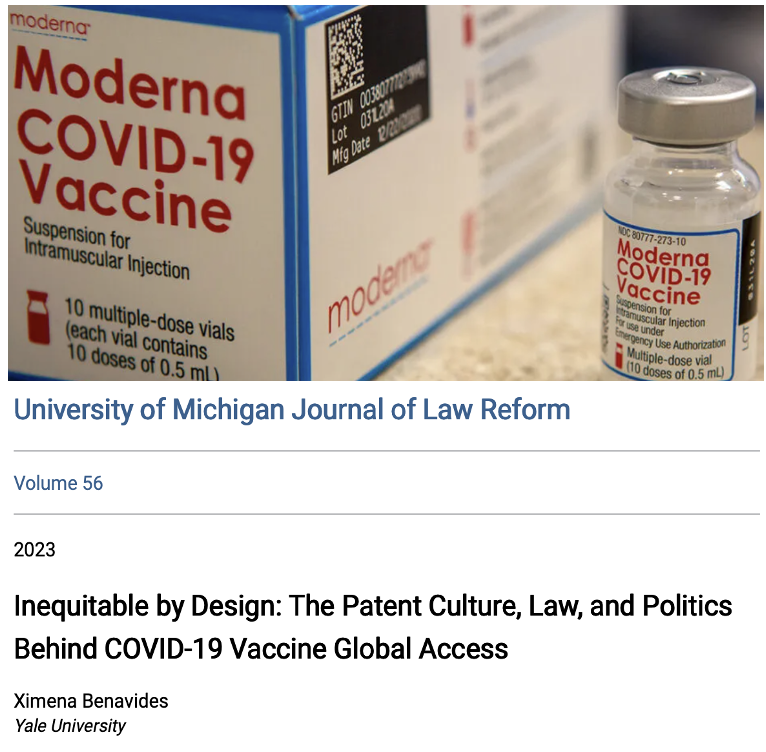 moderna
Moderna
COVID-19
Vaccine
Suspension for
Intramuscular Injection
10 multiple-dose vials
(each vial contains
10 doses of 0.5 mL)
GTIN
Lot 031L20A
Mfg Date
moderna
NDC 80777-273-10
Moderna
COVID-19
Vaccine
Suspension for
Intramuscular Injection
For use under
Emergency Use Authorization
Multiple-dose vial
(10 doses of 0.5 mL)
LOT
University of Michigan Journal of Law Reform
Volume 56
2023
Inequitable by Design: The Patent Culture, Law, and Politics
Behind COVID-19 Vaccine Global Access
Ximena Benavides
Yale University